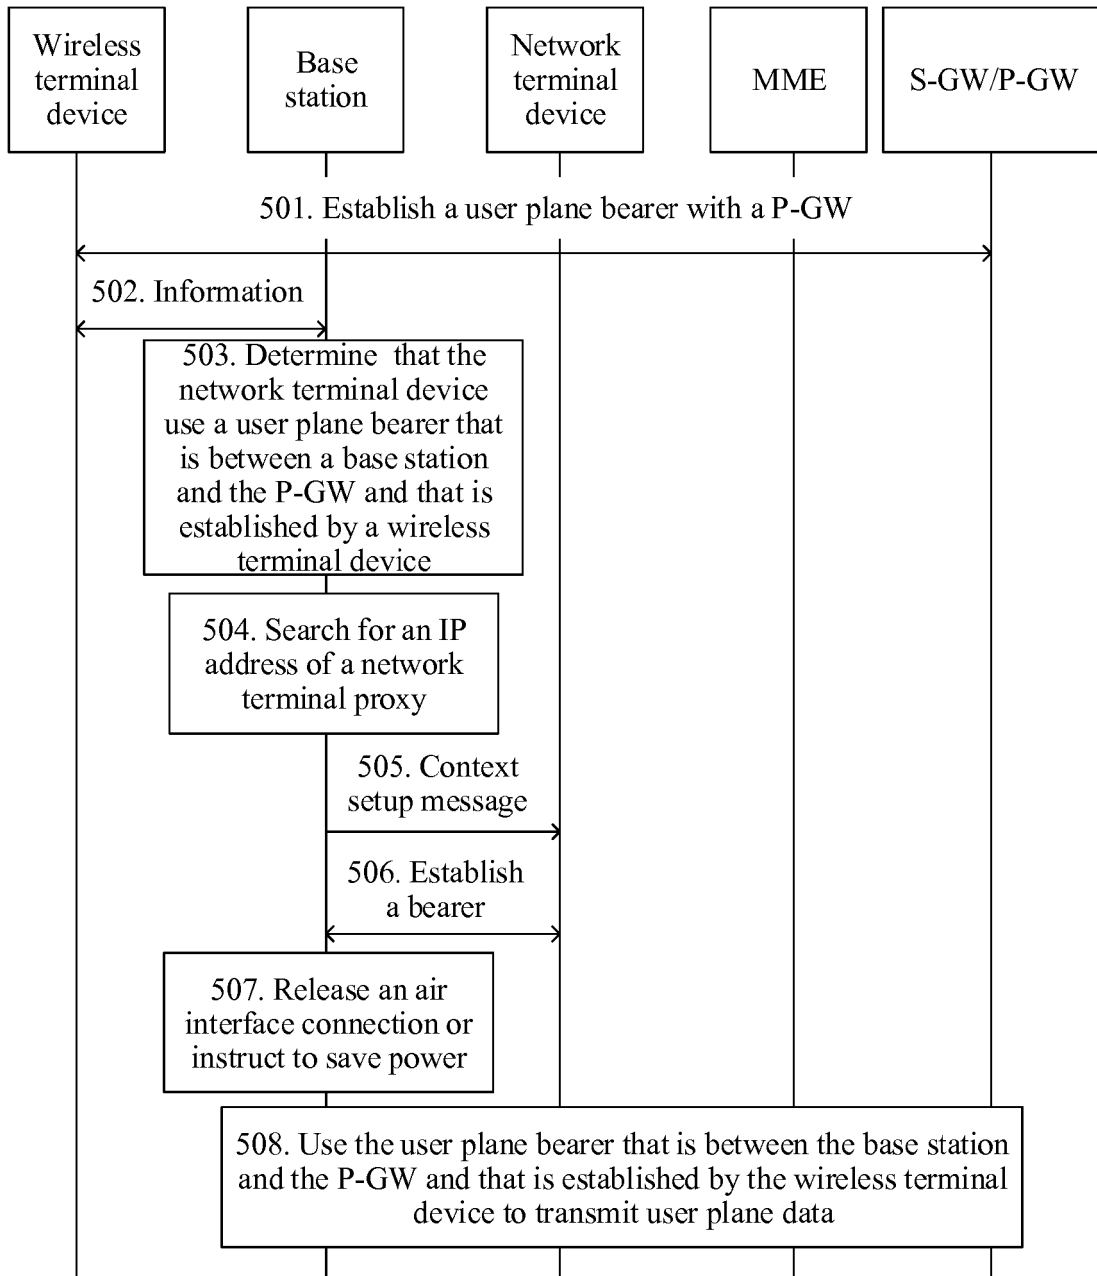 Wireless
terminal
device
Base
station
Network
terminal
device
MME
S-GW/P-GW
501. Establish a user plane bearer with a P-GW
502. Information
503. Determine that the
network terminal device
use a user plane bearer that
is between a base station
and the P-GW and that is
established by a wireless
terminal device
504. Search for an IP
address of a network
terminal proxy
505. Context
setup message
506. Establish
a bearer
507. Release an air
interface connection or
instruct to save power
508. Use the user plane bearer that is between the base station
and the P-GW and that is established by the wireless terminal
device to transmit user plane data